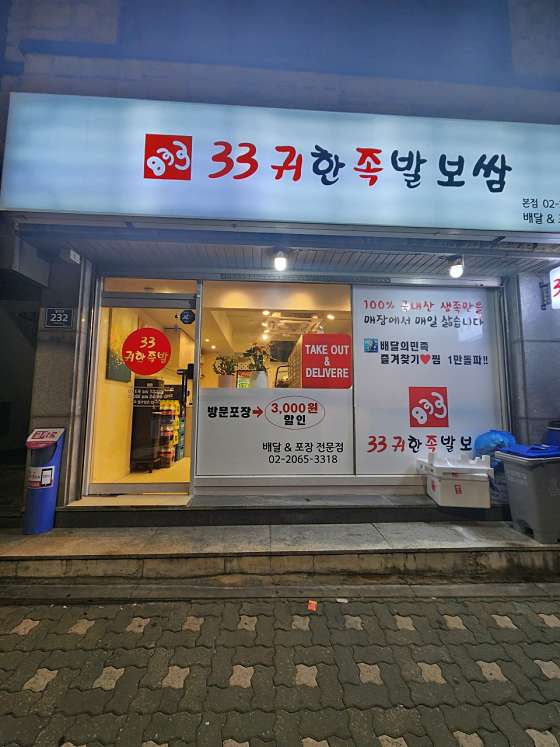 33 귀한족발보쌈
본점 02-
배달 &
232
33
귀한족발
TAKE OUT
&
DELIVERE
방문포장→ 3,000원
할인
배달 & 포장 전문점
02-2065-3318
100% 국내산 생족만을
매장에서 매일 삶습니다
배달의민족
즐겨찾기♥찜 1만돌파!!
33 귀한족발보